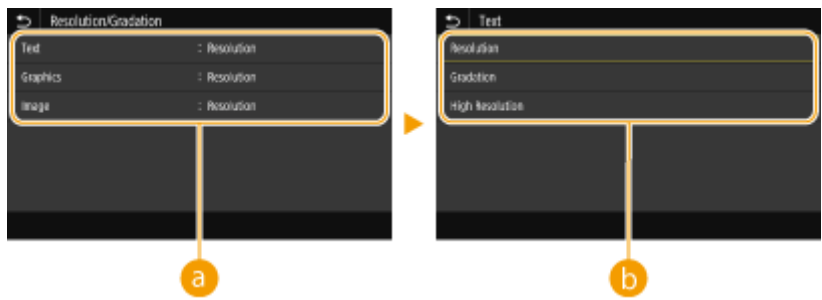 Resolution/Gradation
Text : Resolution
Graphics : Resolution
Image : Resolution
a
Text
Resolution
Gradation
High Resolution
b